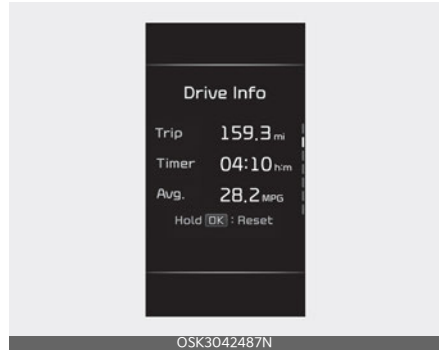 Drive Info
Trip 159.3 mi
Timer 04:10 h:m
Avg. 28.2 MPG
Hold OK : Reset
OSK3042487N